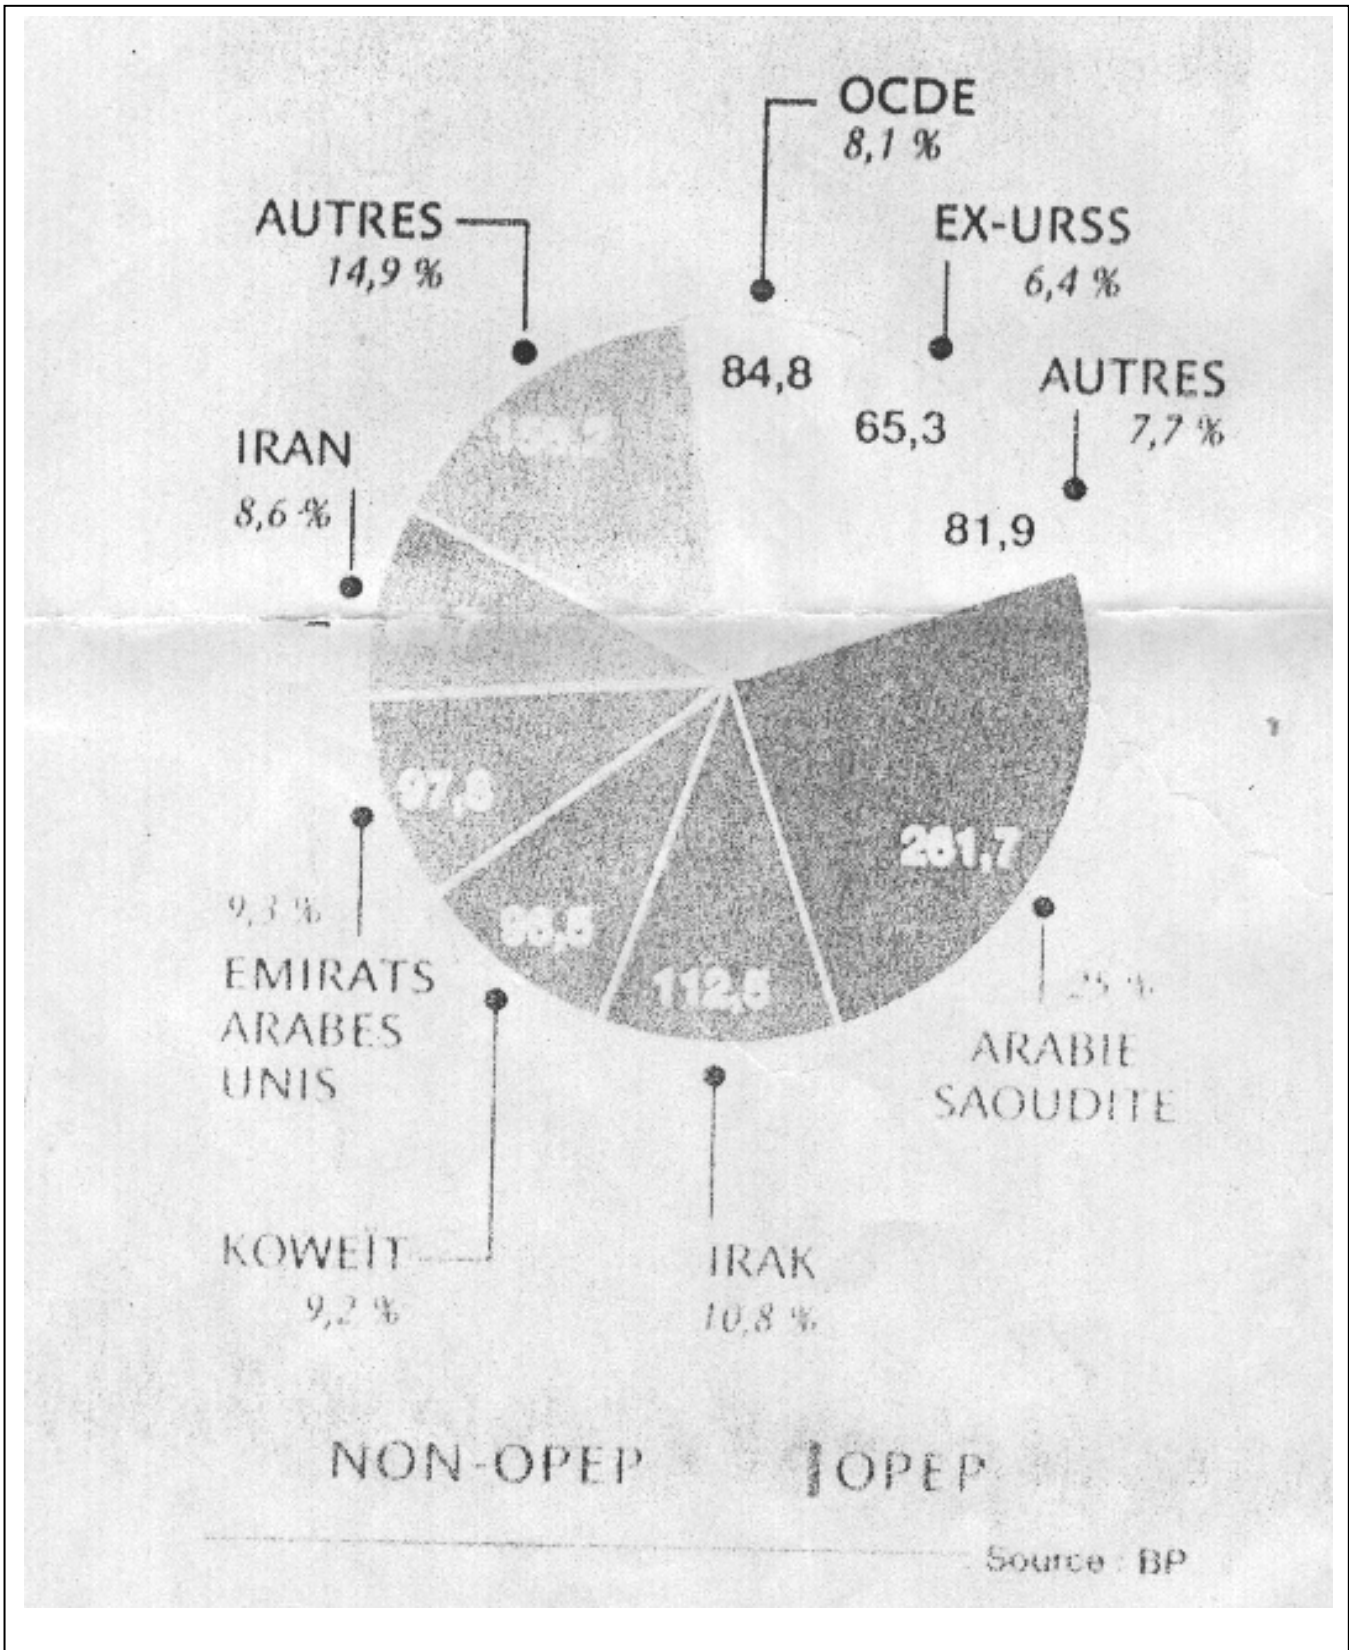 OCDE
8,1 %
EX-URSS
6,4 %
AUTRES
7,7 %
AUTRES
14,9 %
IRAN
8,6 %
84,8
65,3
81,9
97,8
96,5
112,5
261,7
9,3 %
EMIRATS
ARABES
UNIS
25 %
ARABIE
SAOUDITE
KOWEÏT
9,2 %
IRAK
10,8 %
NON-OPEP
OPEP
Source : BP